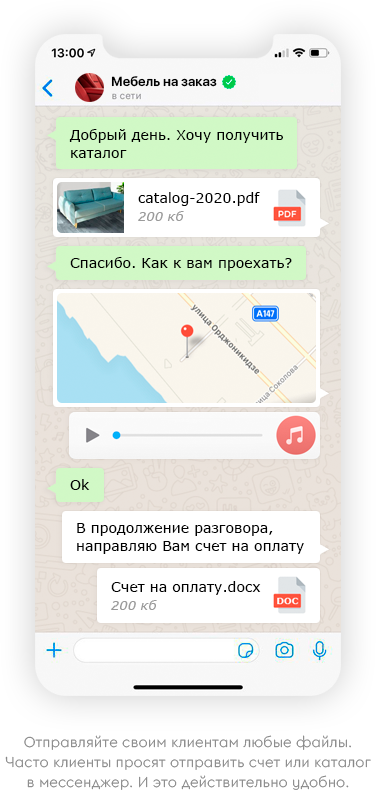 13:00
Мебель на заказ
в сети
Добрый день. Хочу получить
каталог
catalog-2020.pdf
200 кб
PDF
Спасибо. Как к вам проехать?
А147
улица Орджоникидзе
улица Соколова
Ok
В продолжение разговора,
направляю Вам счет на оплату
Счет на оплату.docx
200 кб
DOC
Отправляйте своим клиентам любые файлы.
Часто клиенты просят отправить счет или каталог
в мессенджер. И это действительно удобно.